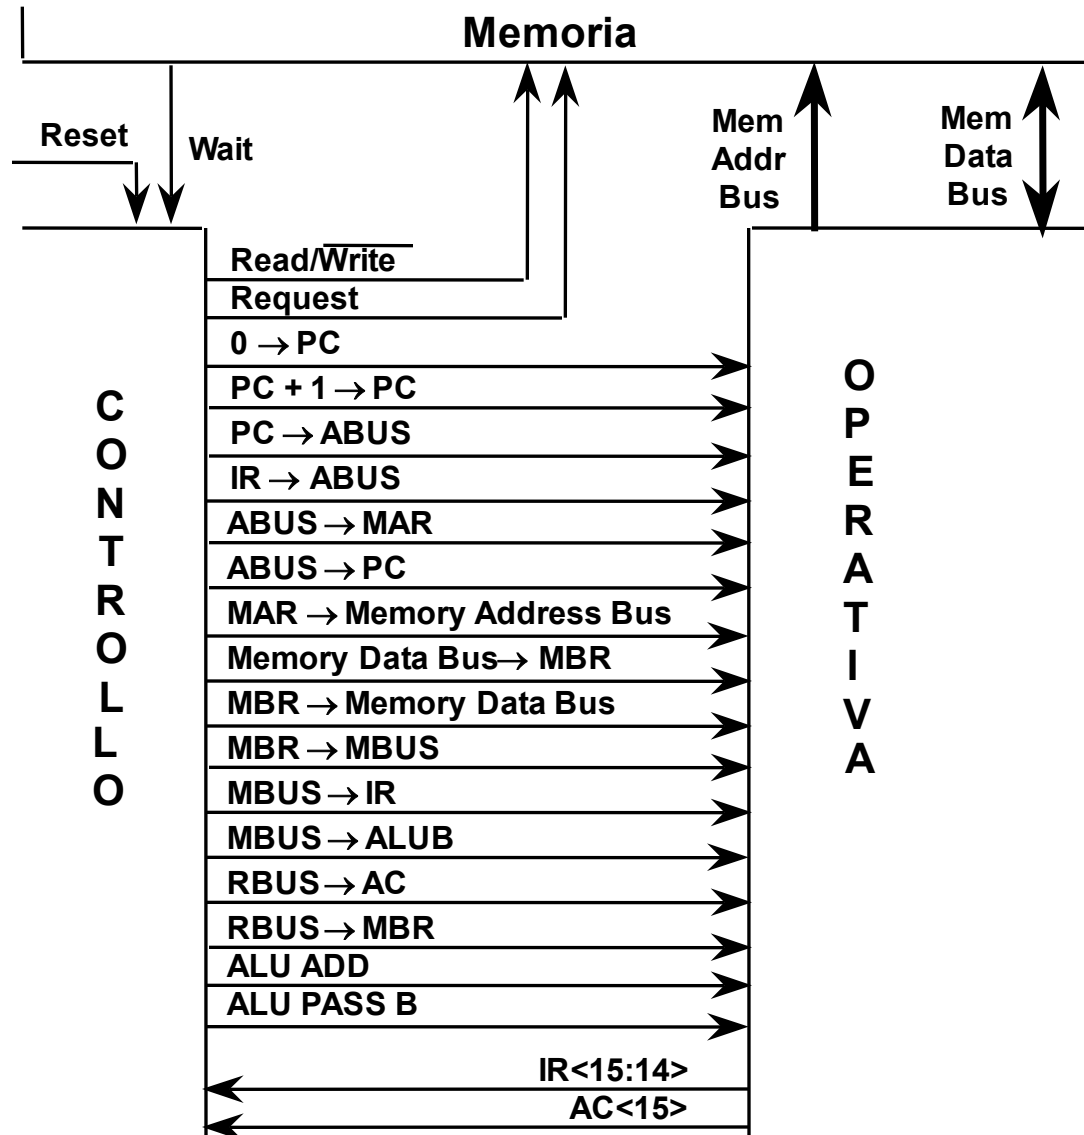 Memoria
Reset
Wait
Mem
Addr
Bus
Mem
Data
Bus
Read/Write
Request
0 → PC
PC + 1 → PC
PC → ABUS
IR → ABUS
ABUS → MAR
ABUS → PC
MAR → Memory Address Bus
Memory Data Bus → MBR
MBR → Memory Data Bus
MBR → MBUS
MBUS → IR
MBUS → ALUB
RBUS → AC
RBUS → MBR
ALU ADD
ALU PASS B
IR<15:14>
AC<15>
CONTROLLO
OPERATIVA